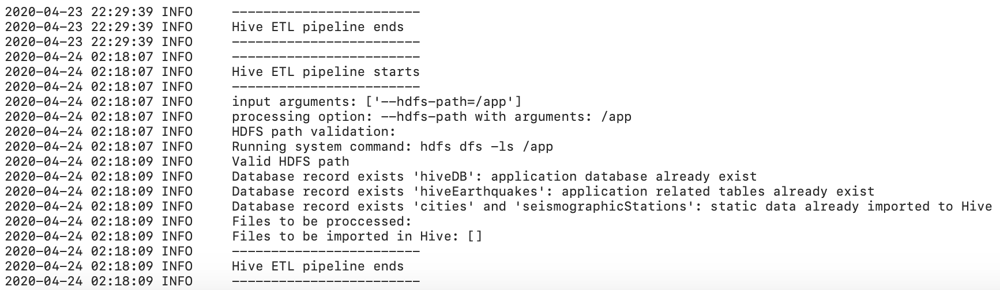 2020-04-23 22:29:39 INFO     ------------------------
2020-04-23 22:29:39 INFO     Hive ETL pipeline ends
2020-04-23 22:29:39 INFO     ------------------------
2020-04-24 02:18:07 INFO     ------------------------
2020-04-24 02:18:07 INFO     Hive ETL pipeline starts
2020-04-24 02:18:07 INFO     ------------------------
2020-04-24 02:18:07 INFO     input arguments: ['--hdfs-path=/app']
2020-04-24 02:18:07 INFO     processing option: --hdfs-path with arguments: /app
2020-04-24 02:18:07 INFO     HDFS path validation:
2020-04-24 02:18:07 INFO     Running system command: hdfs dfs -ls /app
2020-04-24 02:18:09 INFO     Valid HDFS path
2020-04-24 02:18:09 INFO     Database record exists 'hiveDB': application database already exist
2020-04-24 02:18:09 INFO     Database record exists 'hiveEarthquakes': application related tables already exist
2020-04-24 02:18:09 INFO     Database record exists 'cities' and 'seismographicStations': static data already imported to Hive
2020-04-24 02:18:09 INFO     Files to be proccessed:
2020-04-24 02:18:09 INFO     Files to be imported in Hive: []
2020-04-24 02:18:09 INFO     ------------------------
2020-04-24 02:18:09 INFO     Hive ETL pipeline ends
2020-04-24 02:18:09 INFO     ------------------------